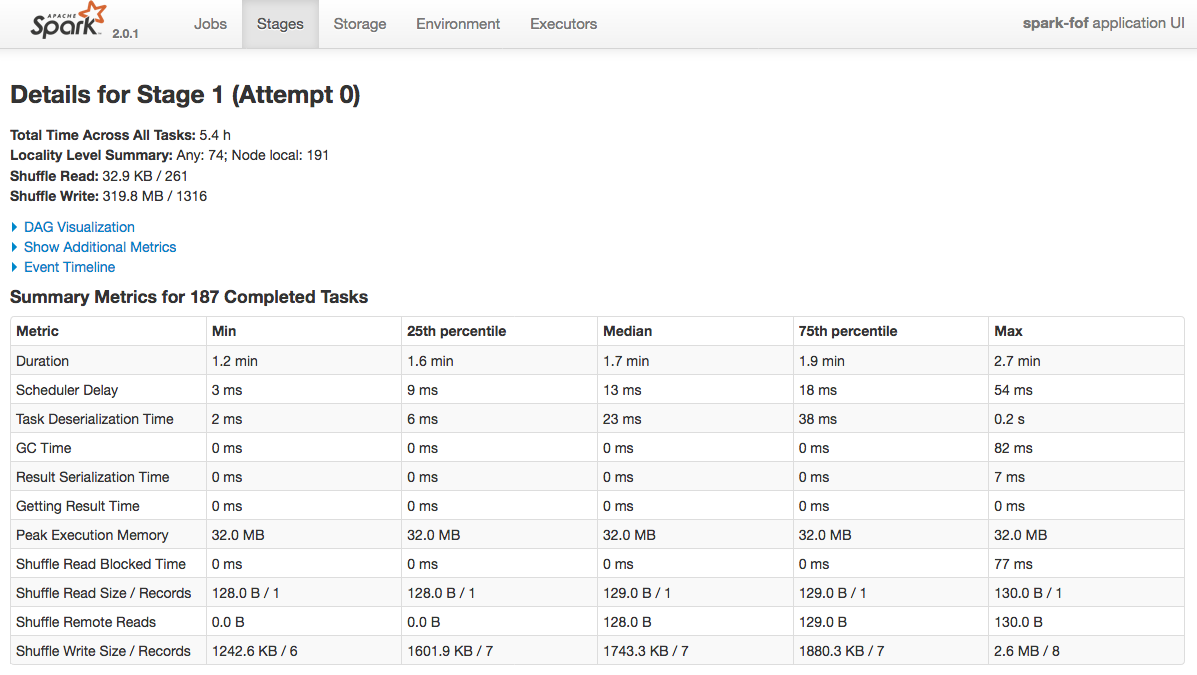 APACHE
Spark 2.0.1 Jobs Stages Storage Environment Executors spark-fof application UI
Details for Stage 1 (Attempt 0)
Total Time Across All Tasks: 5.4 h
Locality Level Summary: Any: 74; Node local: 191
Shuffle Read: 32.9 KB / 261
Shuffle Write: 319.8 MB / 1316
DAG Visualization
Show Additional Metrics
Event Timeline
Summary Metrics for 187 Completed Tasks
Metric Min 25th percentile Median 75th percentile Max
Duration 1.2 min 1.6 min 1.7 min 1.9 min 2.7 min
Scheduler Delay 3 ms 9 ms 13 ms 18 ms 54 ms
Task Deserialization Time 2 ms 6 ms 23 ms 38 ms 0.2 s
GC Time 0 ms 0 ms 0 ms 0 ms 82 ms
Result Serialization Time 0 ms 0 ms 0 ms 0 ms 7 ms
Getting Result Time 0 ms 0 ms 0 ms 0 ms 0 ms
Peak Execution Memory 32.0 MB 32.0 MB 32.0 MB 32.0 MB 32.0 MB
Shuffle Read Blocked Time 0 ms 0 ms 0 ms 0 ms 77 ms
Shuffle Read Size / Records 128.0 B / 1 128.0 B / 1 129.0 B / 1 129.0 B / 1 130.0 B / 1
Shuffle Remote Reads 0.0 B 0.0 B 128.0 B 129.0 B 130.0 B
Shuffle Write Size / Records 1242.6 KB / 6 1601.9 KB / 7 1743.3 KB / 7 1880.3 KB / 7 2.6 MB / 8